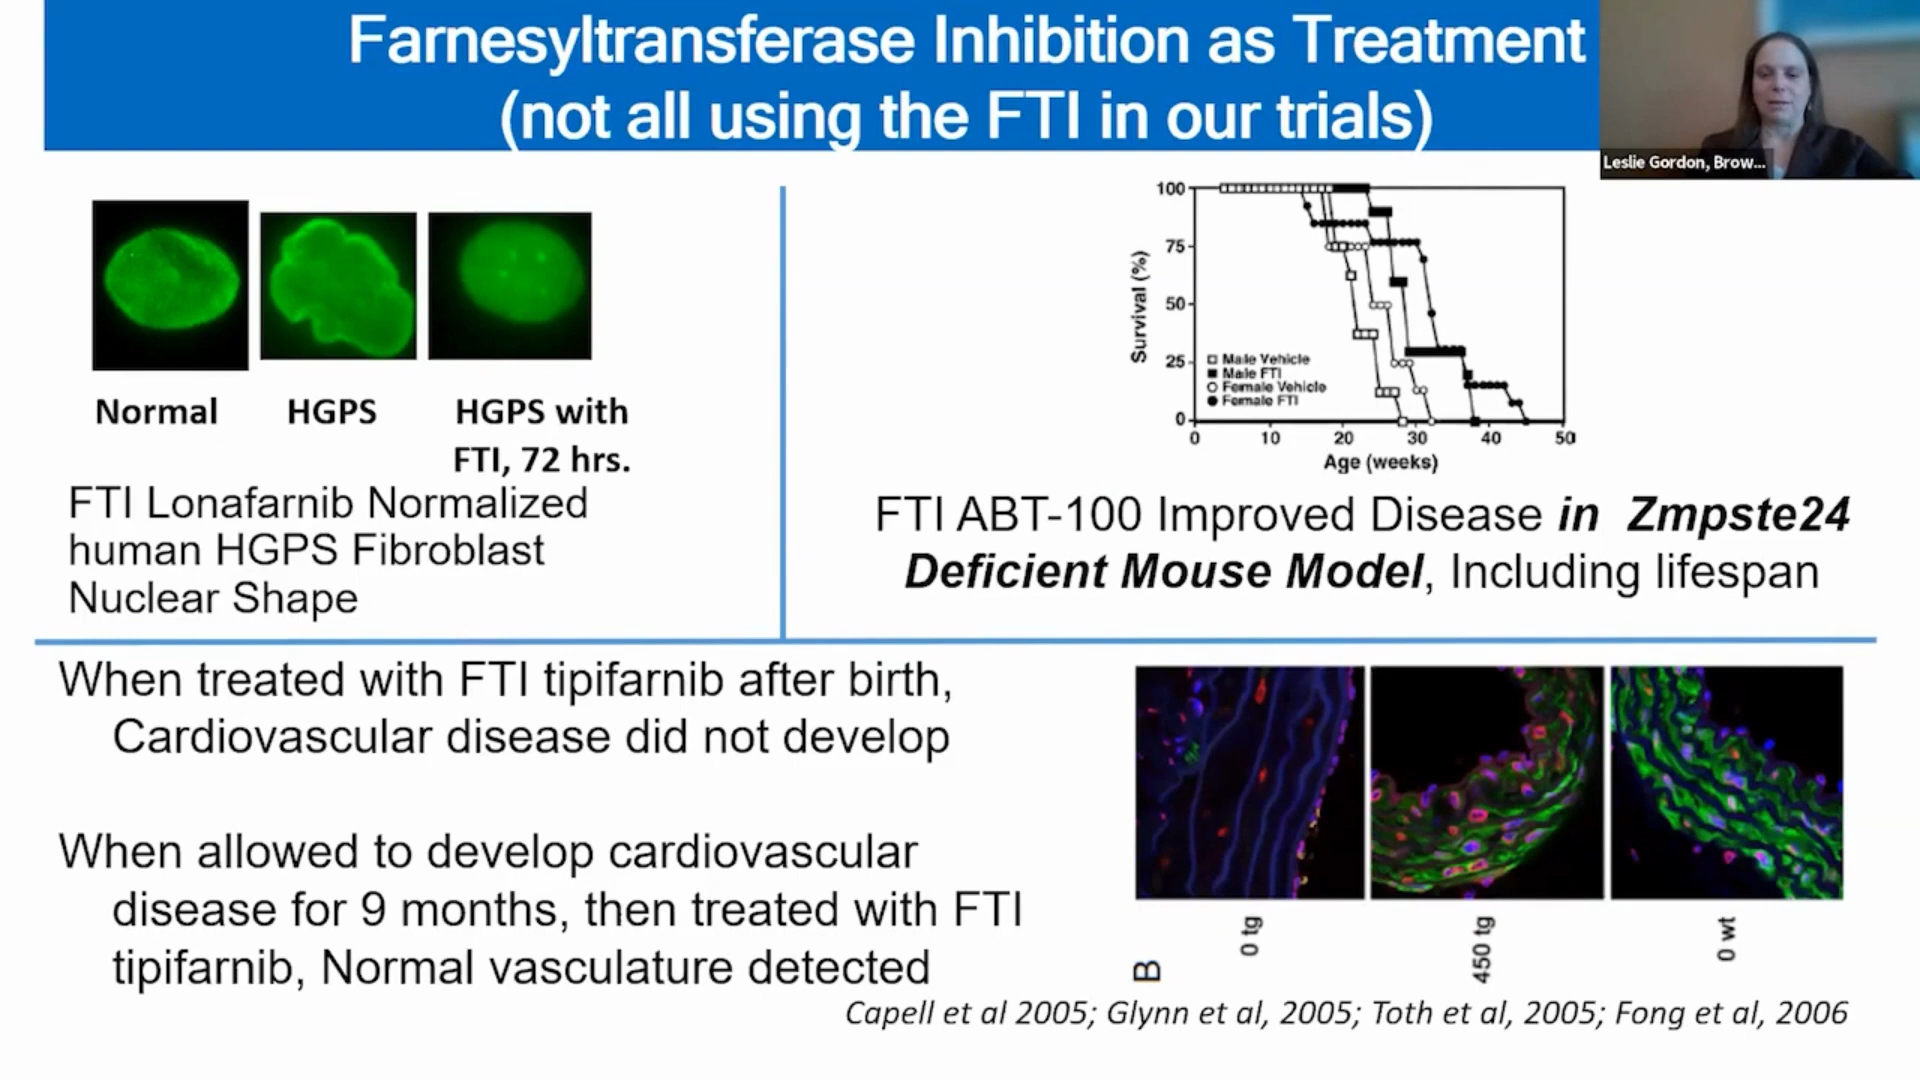 Farnesyltransferase Inhibition as Treatment
(not all using the FTI in our trials)
Leslie Gordon, Brow...
Normal
HGPS
HGPS with
FTI, 72 hrs.
FTI Lonafarnib Normalized
human HGPS Fibroblast
Nuclear Shape
100
75
50
25
0
Survival (%)
Male Vehicle
Male FTI
Female Vehicle
Female FTI
0 10 20 30 40 50
Age (weeks)
FTI ABT-100 Improved Disease in Zmpste24
Deficient Mouse Model, Including lifespan
When treated with FTI tipifarnib after birth,
Cardiovascular disease did not develop
When allowed to develop cardiovascular
disease for 9 months, then treated with FTI
tipifarnib, Normal vasculature detected
B
0 tg
450 tg
0 wt
Capell et al 2005; Glynn et al, 2005; Toth et al, 2005; Fong et al, 2006